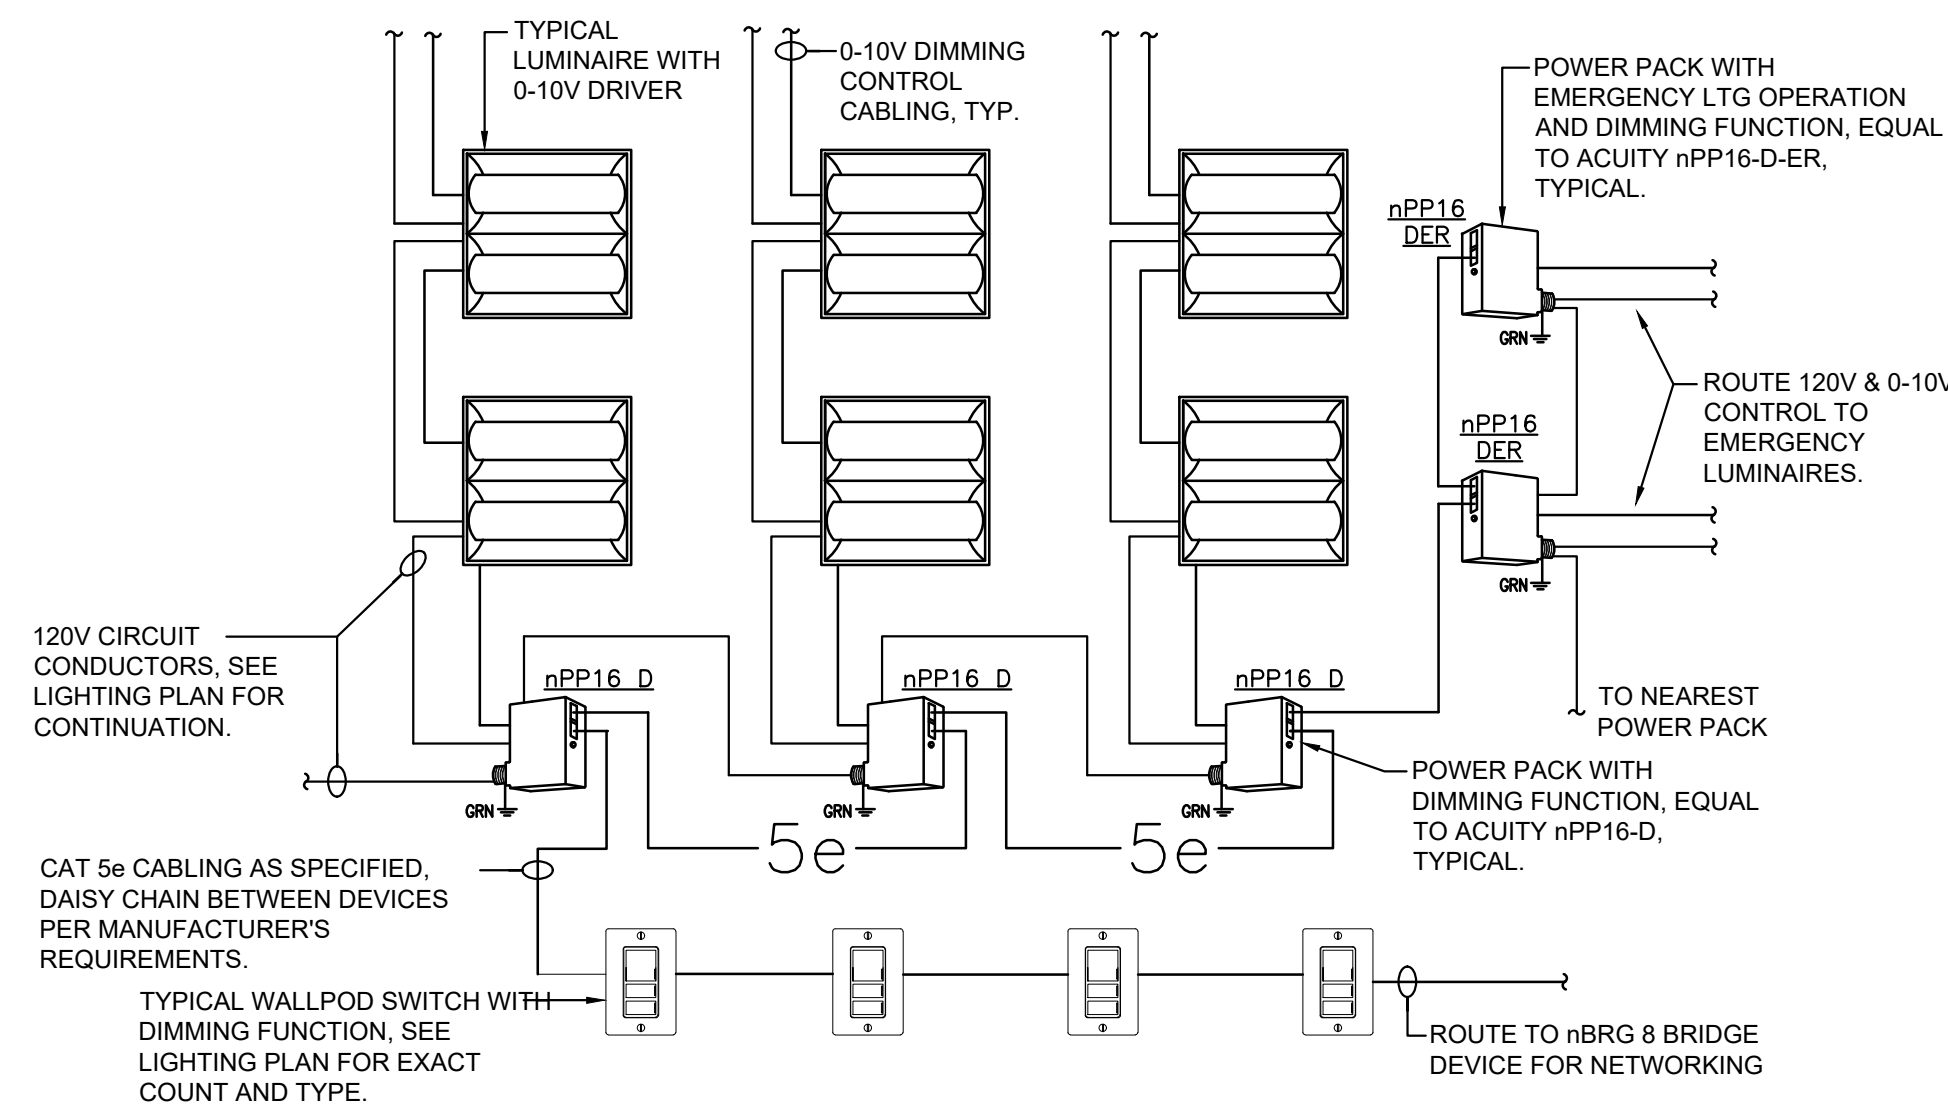 TYPICAL
LUMINAIRE WITH
0-10V DRIVER
0-10V DIMMING
CONTROL
CABLING, TYP.
POWER PACK WITH
EMERGENCY LTG OPERATION
AND DIMMING FUNCTION, EQUAL
TO ACUITY nPP16-D-ER,
TYPICAL.
nPP16
DER
GRN
ROUTE 120V & 0-10V
CONTROL TO
EMERGENCY
LUMINAIRES.
nPP16
DER
GRN
120V CIRCUIT
CONDUCTORS, SEE
LIGHTING PLAN FOR
CONTINUATION.
nPP16 D
nPP16 D
nPP16 D
TO NEAREST
POWER PACK
GRN
GRN
GRN
POWER PACK WITH
DIMMING FUNCTION, EQUAL
TO ACUITY nPP16-D,
TYPICAL.
5e
5e
CAT 5e CABLING AS SPECIFIED,
DAISY CHAIN BETWEEN DEVICES
PER MANUFACTURER'S
REQUIREMENTS.
TYPICAL WALLPOD SWITCH WITH
DIMMING FUNCTION, SEE
LIGHTING PLAN FOR EXACT
COUNT AND TYPE.
ROUTE TO nBRG 8 BRIDGE
DEVICE FOR NETWORKING